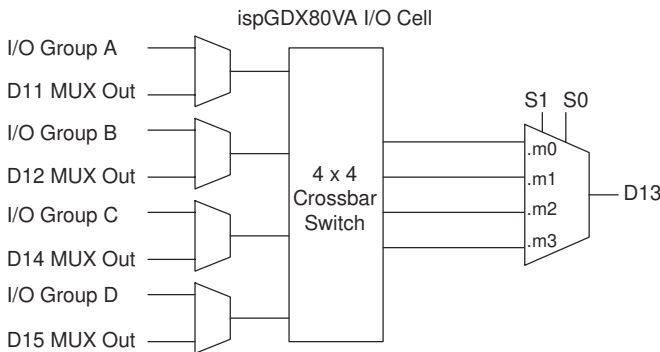 ispGDX80VA I/O Cell
I/O Group A
D11 MUX Out
I/O Group B
D12 MUX Out
I/O Group C
D14 MUX Out
I/O Group D
D15 MUX Out
4 x 4
Crossbar
Switch
S1 S0
.m0
.m1
.m2
.m3
D13